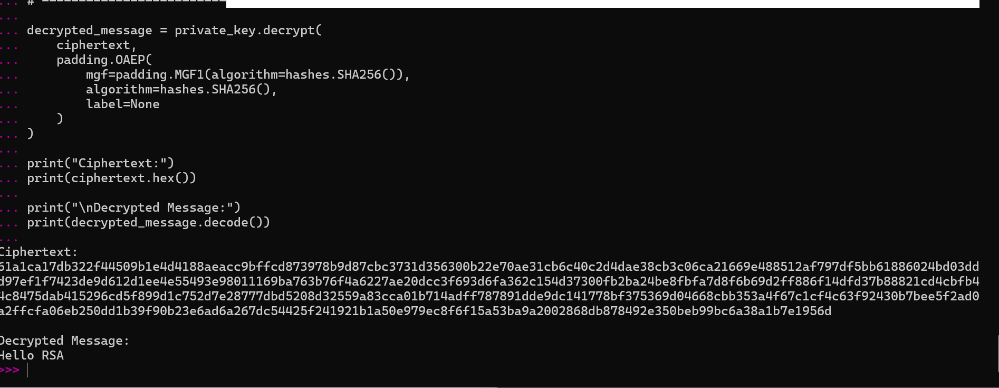 ... # -------------------------
...
... decrypted_message = private_key.decrypt(
...     ciphertext,
...     padding.OAEP(
...         mgf=padding.MGF1(algorithm=hashes.SHA256()),
...         algorithm=hashes.SHA256(),
...         label=None
...     )
... )
...
... print("Ciphertext:")
... print(ciphertext.hex())
...
... print("\nDecrypted Message:")
... print(decrypted_message.decode())
...
Ciphertext:
61a1ca17db322f44509b1e4d4188aeacc9bffcd873978b9d87cbc3731d356300b22e70ae31cb6c40c2d4dae38cb3c06ca21669e488512af797df5bb61886024bd03dd
d97ef1f7423de9d612d1ee4e55493e98011169ba763b76f4a6227ae20dcc3f693d6fa362c154d37300fb2ba24be8fbfa7d8f6b69d2ff886f14dfd37b88821cd4cbfb4
4c8475dab415296cd5f899d1c752d7e28777dbd5208d32559a83cca01b714adff787891dde9dc141778bf375369d04668cbb353a4f67c1cf4c63f92430b7bee5f2ad0
a2ffcfa06eb250dd1b39f90b23e6ad6a267dc54425f241921b1a50e979ec8f6f15a53ba9a2002868db878492e350beb99bc6a38a1b7e1956d
Decrypted Message:
Hello RSA
>>>